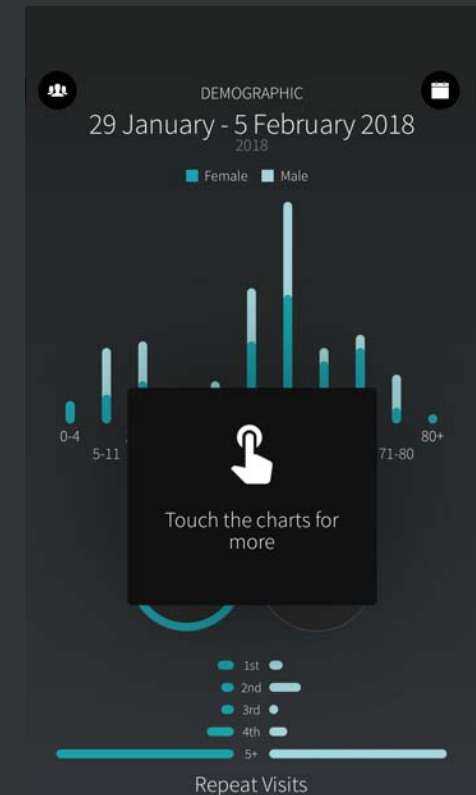 DEMOGRAPHIC
29 January - 5 February 2018
2018
Female Male
0-4 80+
5-11 71-80
Touch the charts for
more
1st
2nd
3rd
4th
5+
Repeat Visits